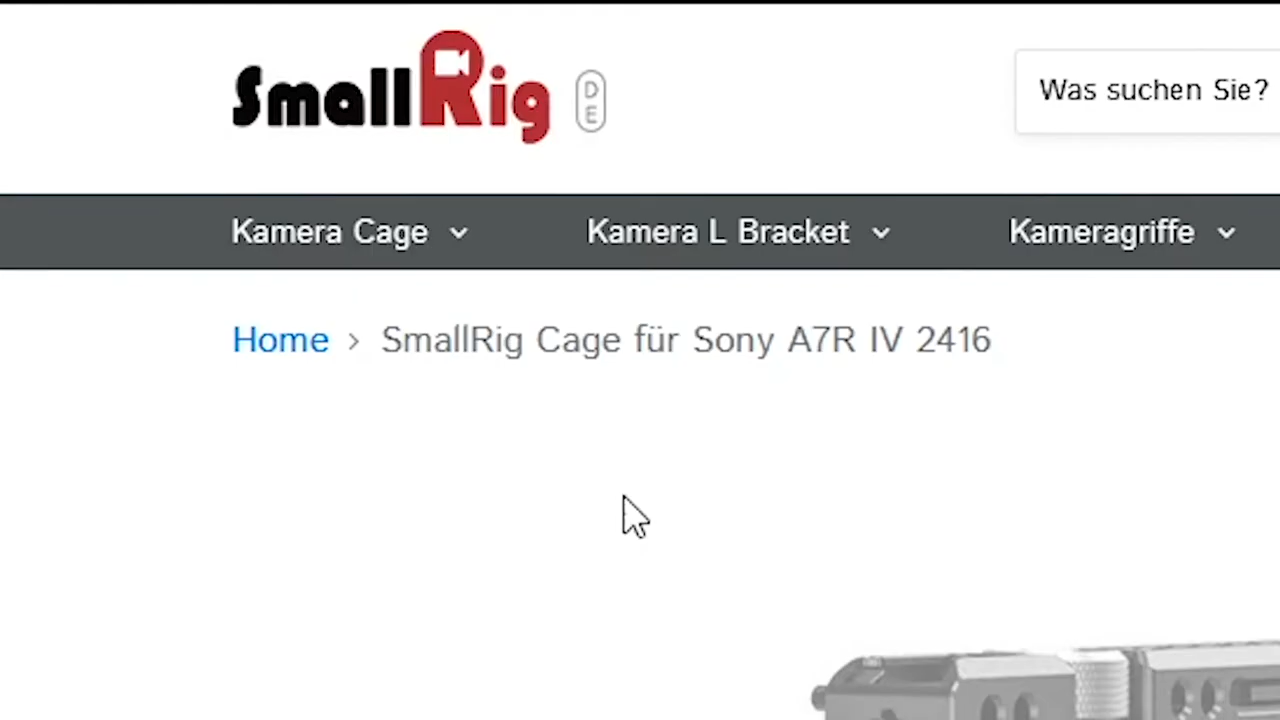 SmallRig DE
Was suchen Sie?
Kamera Cage
Kamera L Bracket
Kameragriffe
Home > SmallRig Cage für Sony A7R IV 2416